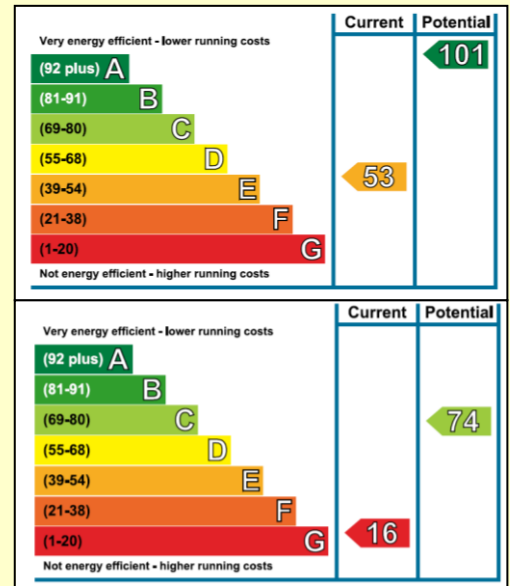 Current Potential
Very energy efficient - lower running costs
(92 plus) A 101
(81-91) B
(69-80) C
(55-68) D
(39-54) E 53
(21-38) F
(1-20) G
Not energy efficient - higher running costs
Current Potential
Very energy efficient - lower running costs
(92 plus) A
(81-91) B
(69-80) C 74
(55-68) D
(39-54) E
(21-38) F
(1-20) G 16
Not energy efficient - higher running costs